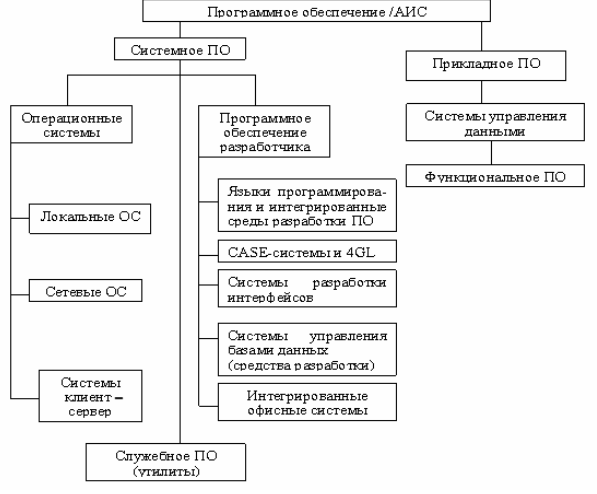 Программное обеспечение /АИС
Системное ПО
Прикладное ПО
Операционные
системы
Программное
обеспечение
разработчика
Системы управления
данными
Функциональное ПО
Языки программирова-
ния и интегрированные
среды разработки ПО
Локальные ОС
CASE-системы и 4GL
Системы разработки
интерфейсов
Сетевые ОС
Системы управления
базами данных
(средства разработки)
Системы
клиент –
сервер
Интегрированные
офисные системы
Служебное ПО
(утилиты)